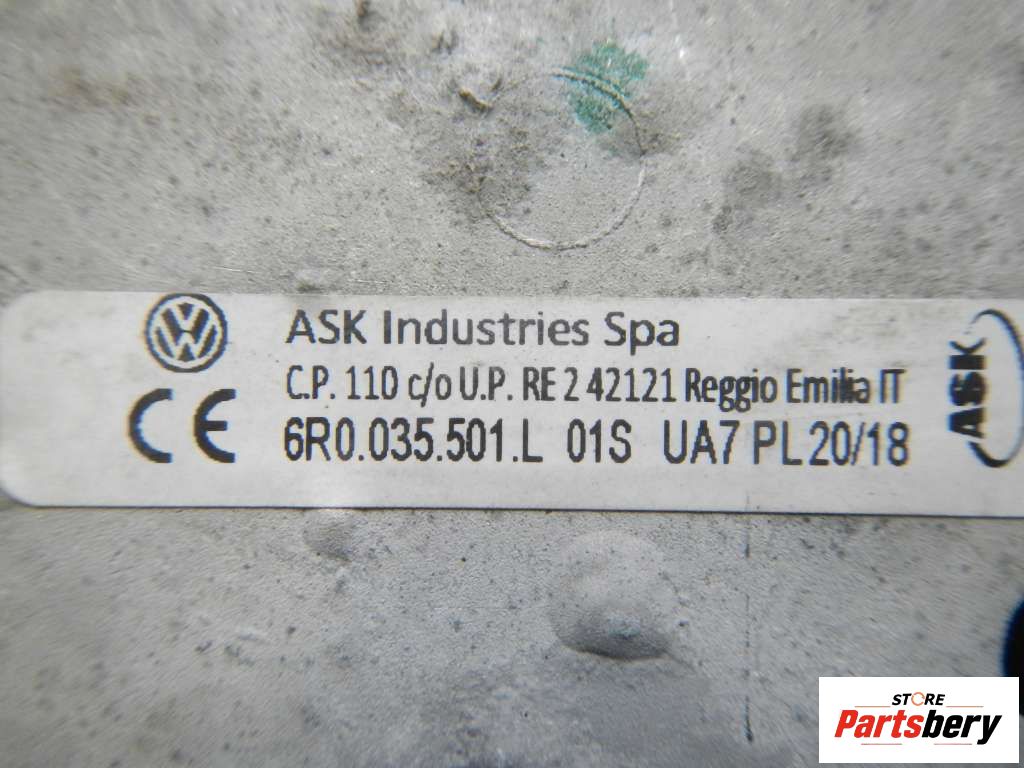 ASK Industries Spa
C.P. 110 c/o U.P. RE 2 42121 Reggio Emilia IT
CE 6R0.035.501.L 01S UA7 PL 20/18
ASK
STORE
Partsbery